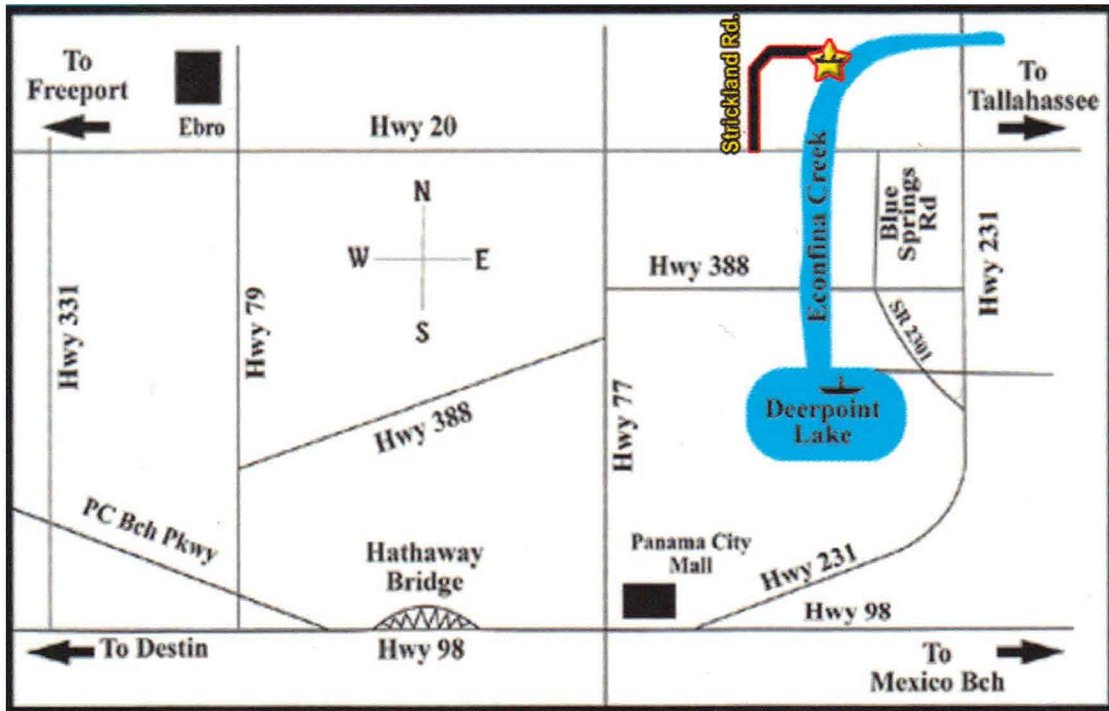 To
Freeport
Ebro
Hwy 20
Strickland Rd.
To
Tallahassee
N
W
E
S
Hwy 331
Hwy 79
Hwy 388
Hwy 77
Hwy 388
Econfina Creek
Blue
Springs
Rd
Hwy 231
SR 2301
Deerpoint
Lake
PC Bch Pkwy
Hathaway
Bridge
Panama City
Mall
Hwy 231
Hwy 98
To Destin
Hwy 98
To
Mexico Bch